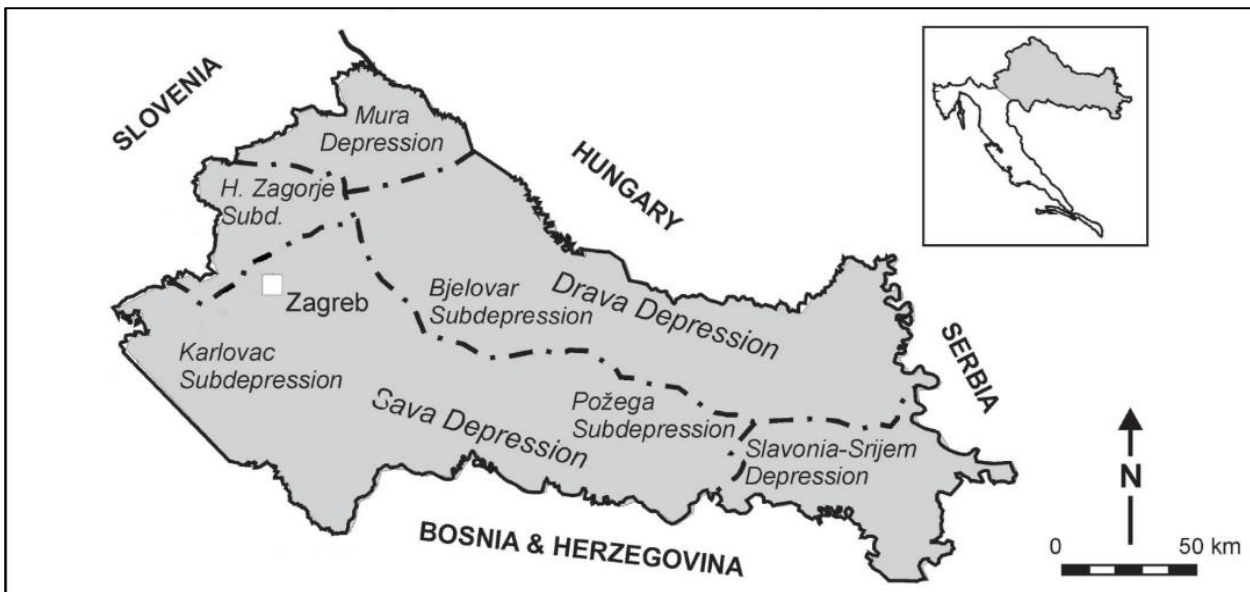 SLOVENIA
Mura
Depression
HUNGARY
H. Zagorje
Subd.
Zagreb
Bjelovar
Subdepression
Drava Depression
SERBIA
Karlovac
Subdepression
Sava Depression
Požega
Subdepression
Slavonia-Srijem
Depression
BOSNIA & HERZEGOVINA
N
0 50 km